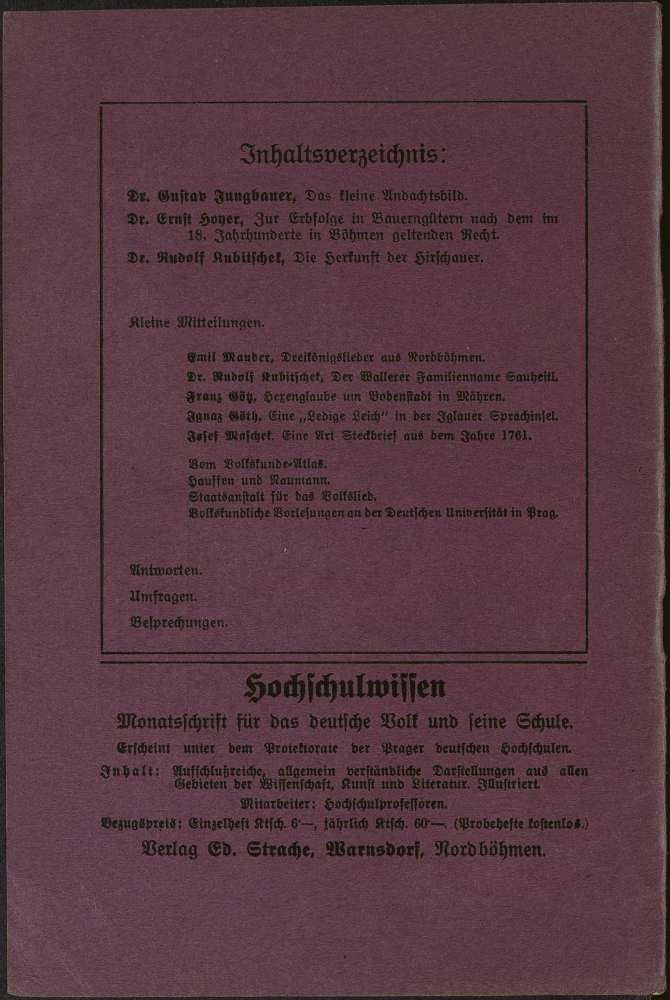 Inhaltsverzeichnis:
Dr. Gustav Jungbauer, Das kleine Andachtsbild.
Dr. Ernst Hoyer, Zur Erbfolge in Bauerngütern nach dem im
18. Jahrhunderte in Böhmen geltenden Recht.
Dr. Rudolf Kubitschek, Die Herkunft der Hirschauer.
Kleine Mitteilungen.
Emil Mauder, Dreikönigslieder aus Nordböhmen.
Dr. Rudolf Kubitschek, Der Wallerer Familienname Sauheitl.
Franz Götz, Hexenglaube um Bodenstadt in Mähren.
Ignaz Göth, Eine „Ledige Leich“ in der Iglauer Sprachinsel.
Josef Maschek, Eine Art Steckbrief aus dem Jahre 1761.
Vom Volkskunde-Atlas.
Hauffen und Naumann.
Staatsanstalt für das Volkslied.
Volkskundliche Vorlesungen an der Deutschen Universität in Prag.
Antworten.
Umfragen.
Besprechungen.
Hochschulwissen
Monatsschrift für das deutsche Volk und seine Schule.
Erscheint unter dem Protektorate der Prager deutschen Hochschulen.
Inhalt: Aufschlußreiche, allgemein verständliche Darstellungen aus allen
Gebieten der Wissenschaft, Kunst und Literatur. Illustriert.
Mitarbeiter: Hochschulprofessoren.
Bezugspreis: Einzelheft Ktsch. 6·—, jährlich Ktsch. 60·—. (Probehefte kostenlos.)
Verlag Ed. Strache, Warnsdorf, Nordböhmen.